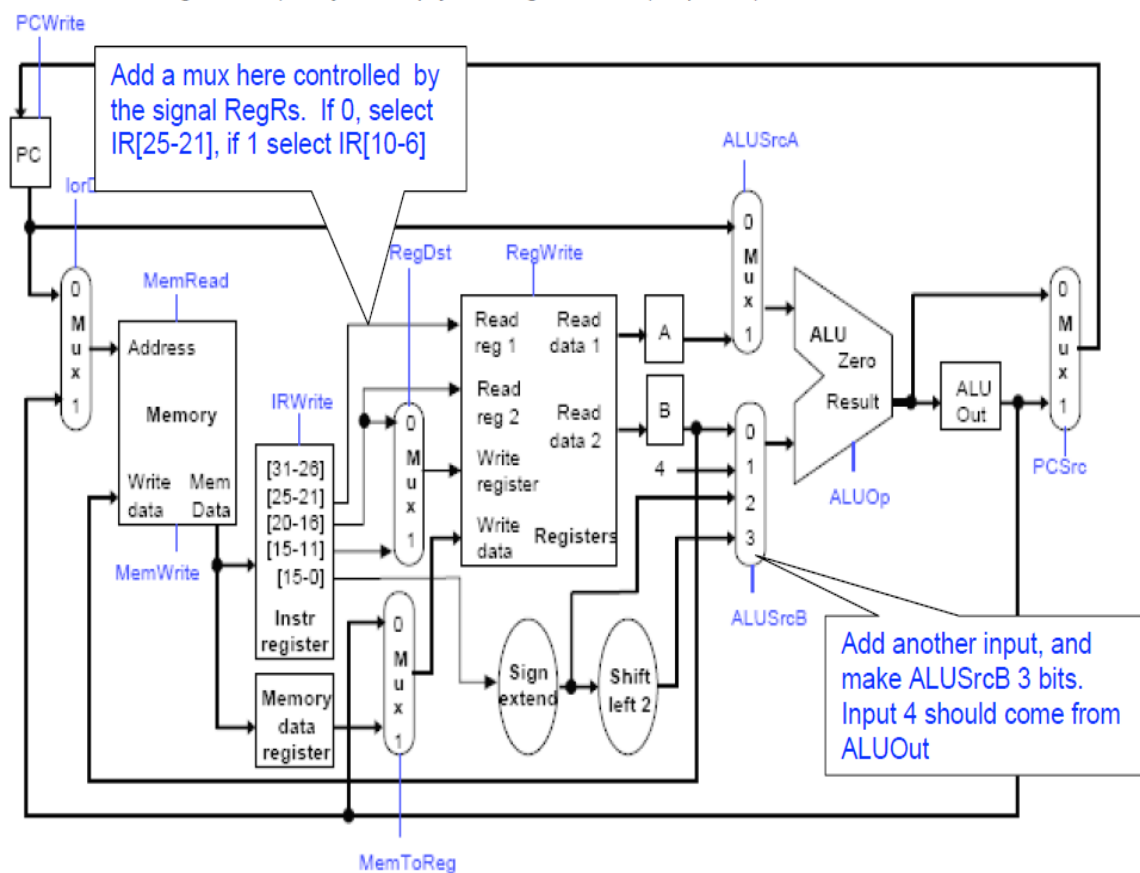 PCWrite
Add a mux here controlled by
the signal RegRs. If 0, select
IR[25-21], if 1 select IR[10-6]
PC
ALUSrcA
IorD
0
M
u
x
1
RegDst
RegWrite
MemRead
0
M
u
x
1
Address
Memory
Write
data
Mem
Data
MemWrite
IRWrite
[31-26]
[25-21]
[20-16]
[15-11]
[15-0]
Instr
register
Memory
data
register
0
M
u
x
1
0
M
u
x
1
MemToReg
Read
reg 1
Read
data 1
Read
reg 2
Read
data 2
Write
register
Write
data
Registers
A
B
4
0
1
2
3
ALUSrcB
Sign
extend
Shift
left 2
ALU
Zero
Result
ALUOp
ALU
Out
0
M
u
x
1
PCSrc
Add another input, and
make ALUSrcB 3 bits.
Input 4 should come from
ALUOut